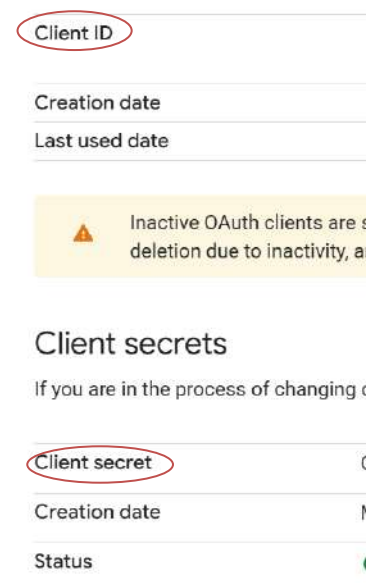 Client ID
Creation date
Last used date
Inactive OAuth clients are
deletion due to inactivity,
Client secrets
If you are in the process of changing
Client secret
Creation date
Status